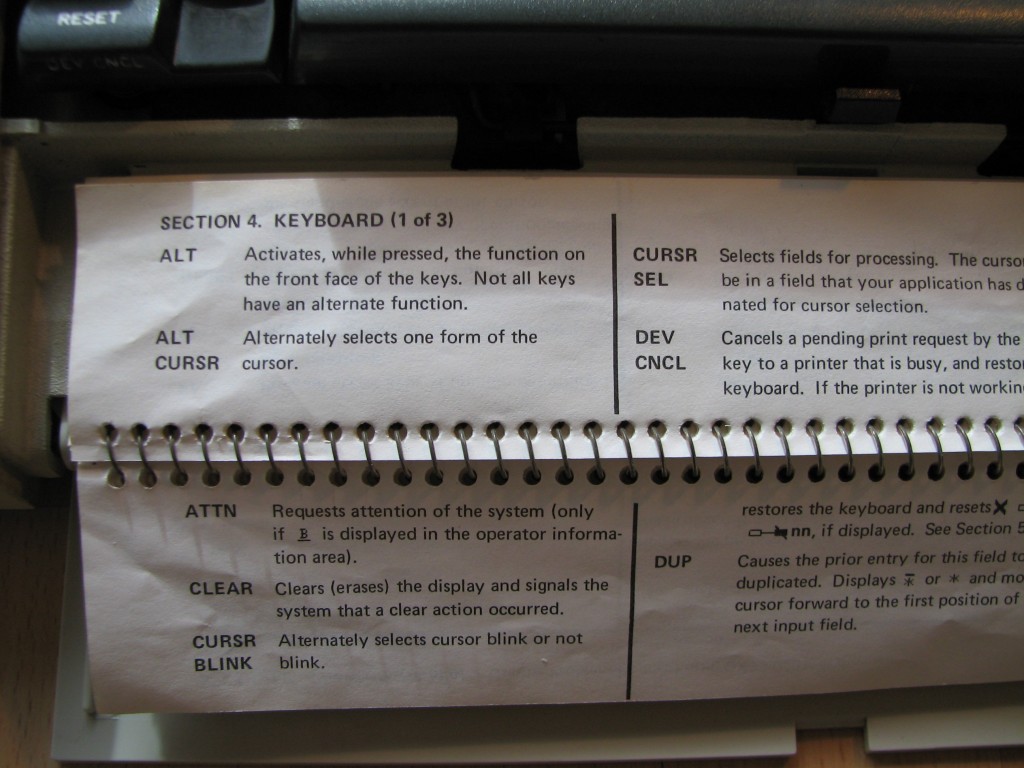 RESET
DEV CNCL
SECTION 4. KEYBOARD (1 of 3)
ALT Activates, while pressed, the function on
the front face of the keys. Not all keys
have an alternate function.
ALT Alternately selects one form of the
CURSR cursor.
ATTN Requests attention of the system (only
if B is displayed in the operator informa-
tion area).
CLEAR Clears (erases) the display and signals the
system that a clear action occurred.
CURSR Alternately selects cursor blink or not
BLINK blink.
CURSR Selects fields for processing. The
SEL be in a field that your application has
nated for cursor selection.
DEV Cancels a pending print request by the
CNCL key to a printer that is busy, and
keyboard. If the printer is not
restores the keyboard and resets
nn, if displayed. See Section 5
DUP Causes the prior entry for this field to
duplicated. Displays ⁎̅ or * and
cursor forward to the first position of
next input field.